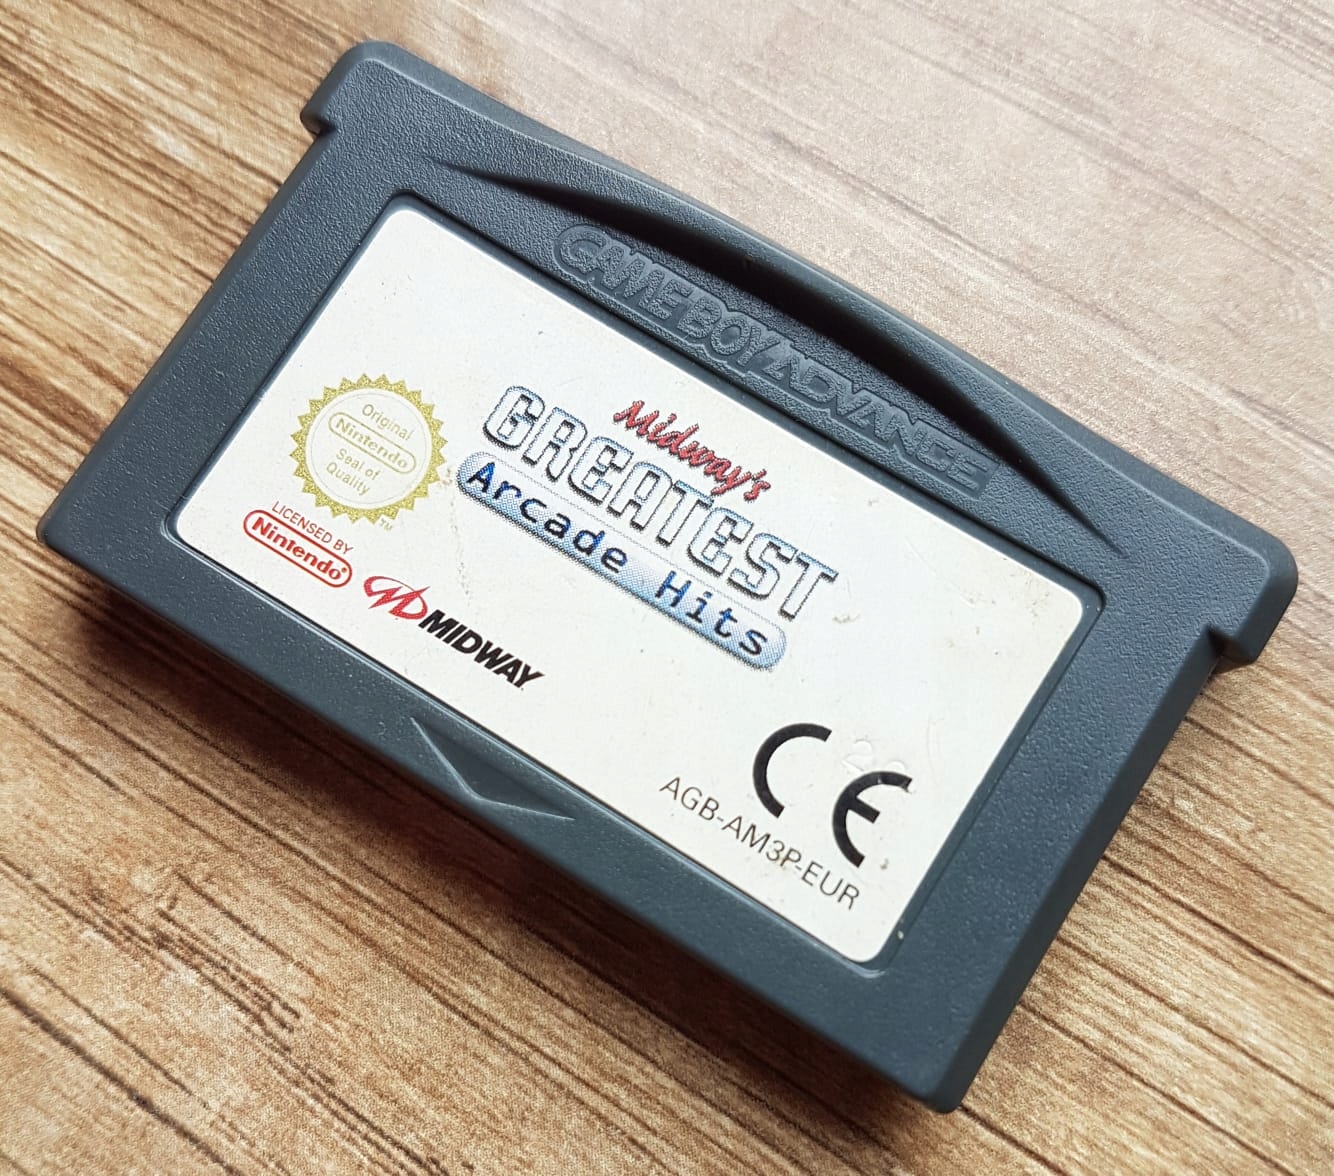 GAME BOY ADVANCE
Midway's
GREATEST
Arcade Hits
Original
Nintendo
Seal of
Quality
TM
LICENSED BY
Nintendo®
MIDWAY
CE
AGB-AM3P-EUR